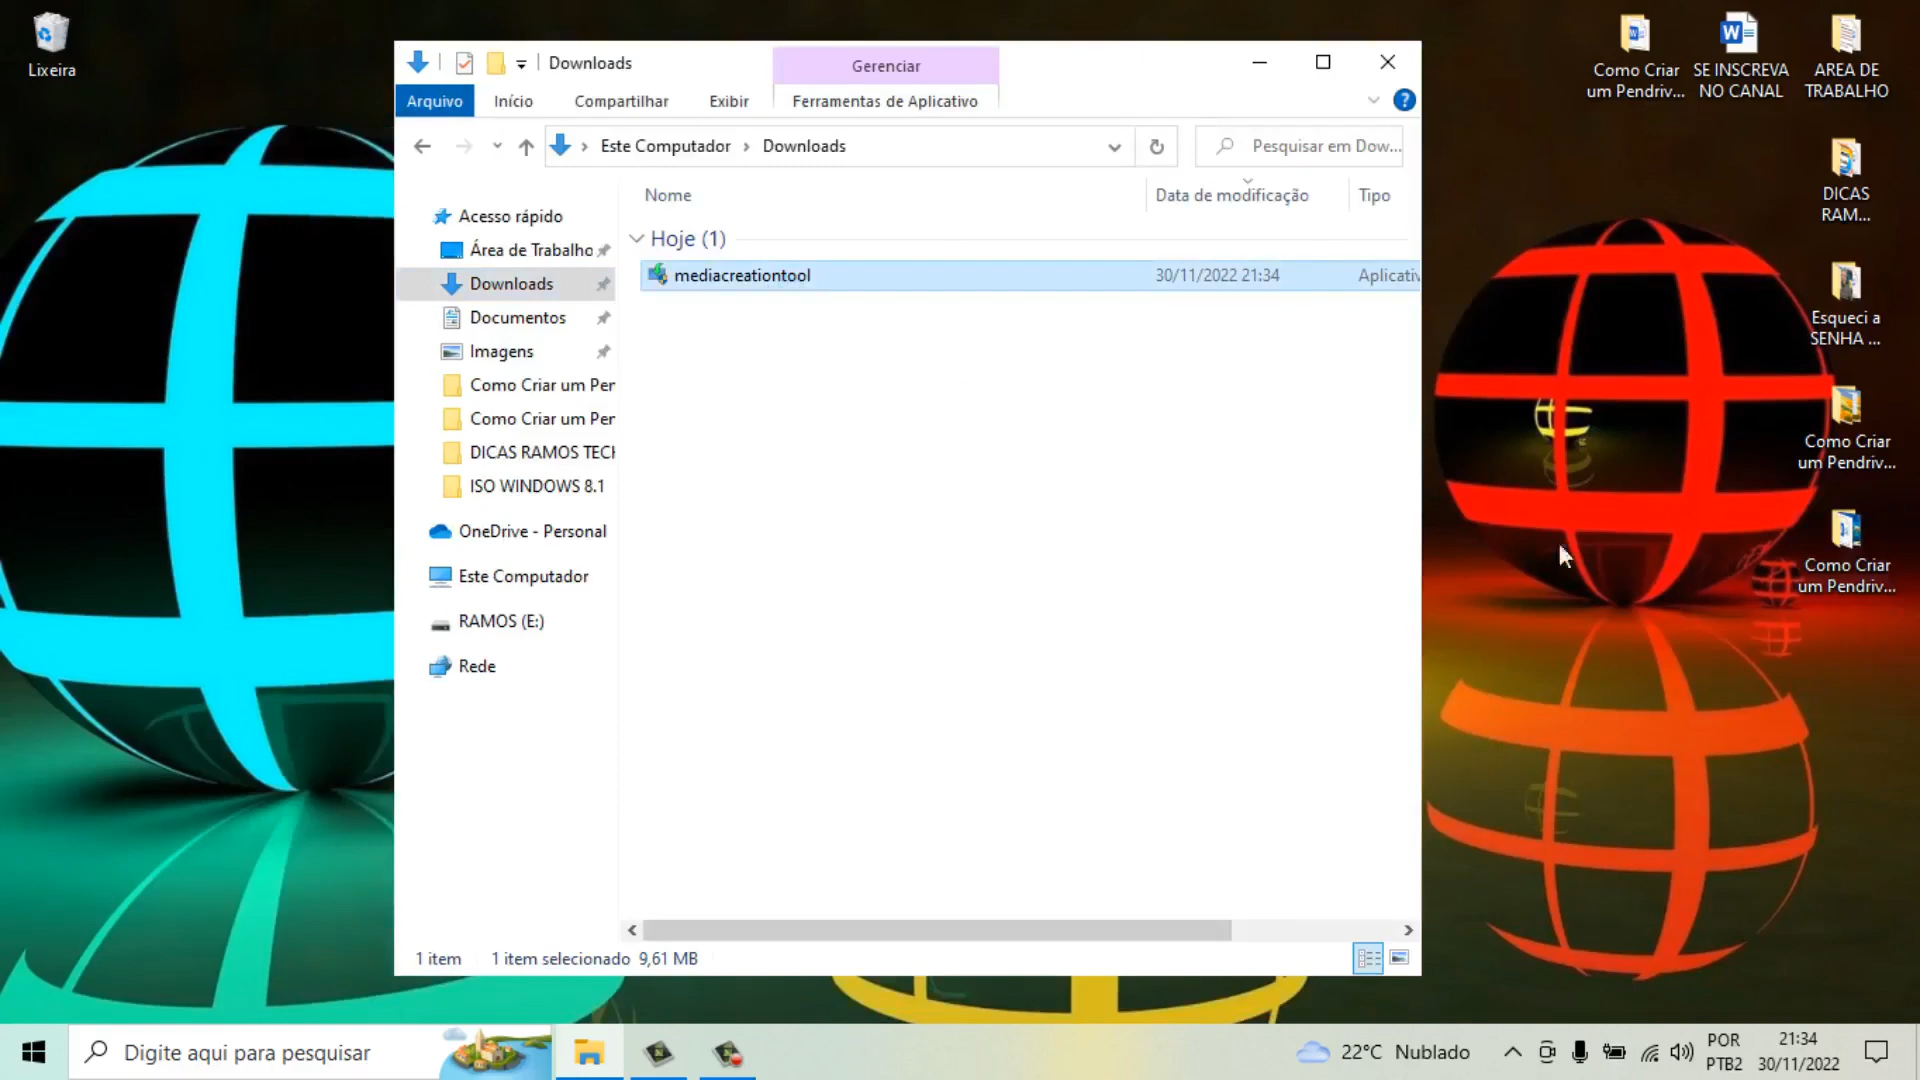 Lixeira
Downloads
Gerenciar
Arquivo
Início
Compartilhar
Exibir
Ferramentas de Aplicativo
Este Computador
Downloads
Pesquisar em Dow...
Nome
Data de modificação
Tipo
Acesso rápido
Área de Trabalho
Downloads
Documentos
Imagens
Como Criar um Per
Como Criar um Per
DICAS RAMOS TECH
ISO WINDOWS 8.1
OneDrive - Personal
Este Computador
RAMOS (E:)
Rede
Hoje (1)
mediacreationtool
30/11/2022 21:34
Aplicativ
1 item
1 item selecionado 9,61 MB
Como Criar
um Pendriv...
SE INSCREVA
NO CANAL
AREA DE
TRABALHO
DICAS
RAM...
Esqueci a
SENHA ...
Como Criar
um Pendriv...
Como Criar
um Pendriv...
Digite aqui para pesquisar
22°C Nublado
POR
PTB2
21:34
30/11/2022